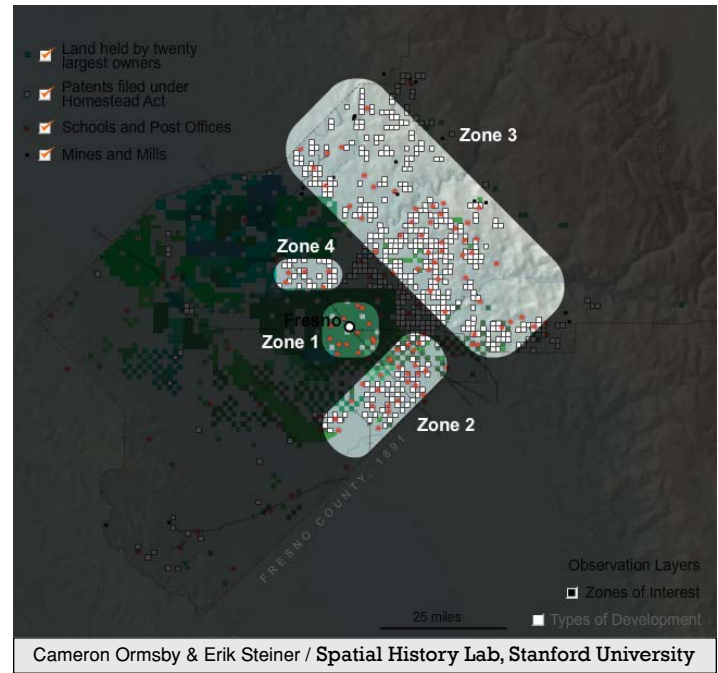 Land held by twenty
largest owners
Patents filed under
Homestead Act
Schools and Post Offices
Mines and Mills
Zone 3
Zone 4
Fresno
Zone 1
Zone 2
FRESNO COUNTY, 1891
Observation Layers
Zones of Interest
25 miles
Types of Development
Cameron Ormsby & Erik Steiner / Spatial History Lab, Stanford University